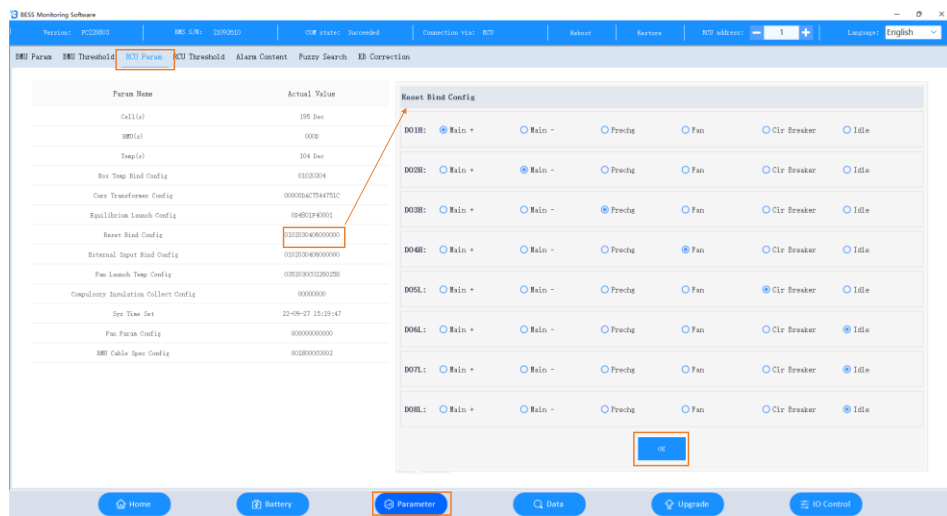 BESS Monitoring Software
Version: PC220803 BMS S/N: 21092610 COM state: Succeeded Connection via: RCU Reboot Restore RCU address: 1 Language: English
BMU Param BMU Threshold RCU Param RCU Threshold Alarm Content Fuzzy Search KB Correction
Param Name Actual Value
Cell(s) 195 Dec
BMU(s) 000D
Temp(s) 104 Dec
Box Temp Bind Config 01020304
Curr Transformer Config 00000DAC7544751C
Equilibrium Launch Config 0D4801F40001
Reset Bind Config 0102030406000000
External Input Bind Config 0102030406000000
Fan Launch Temp Config 0352030C02260258
Compulsory Insulation Collect Config 00000000
Sys Time Set 22-09-27 15:19:47
Fan Param Config 000000000000
BMU Cable Spec Config 002800000002
Reset Bind Config
DO1H: Main + Main - Prechg Fan Cir Breaker Idle
DO2H: Main + Main - Prechg Fan Cir Breaker Idle
DO3H: Main + Main - Prechg Fan Cir Breaker Idle
DO4H: Main + Main - Prechg Fan Cir Breaker Idle
DO5L: Main + Main - Prechg Fan Cir Breaker Idle
DO6L: Main + Main - Prechg Fan Cir Breaker Idle
DO7L: Main + Main - Prechg Fan Cir Breaker Idle
DO8L: Main + Main - Prechg Fan Cir Breaker Idle
OK
Home Battery Parameter Data Upgrade IO Control